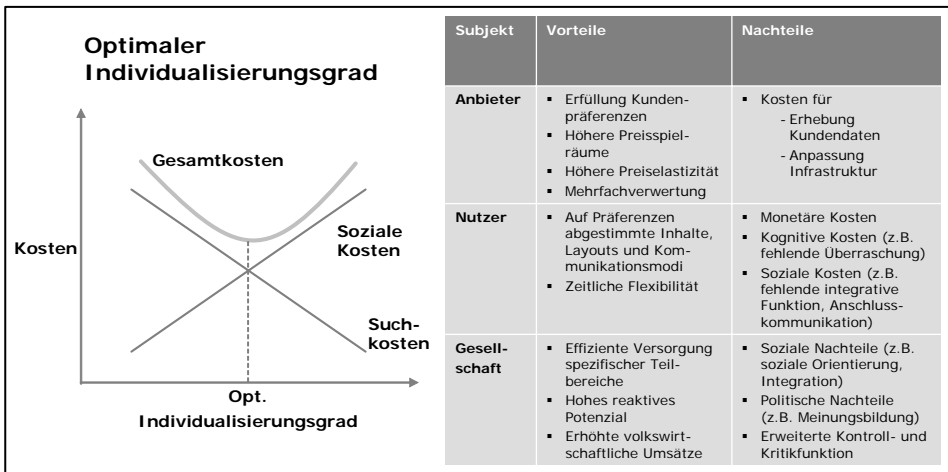 Optimaler
Individualisierungsgrad
Gesamtkosten
Soziale
Kosten
Kosten
Such-
kosten
Opt.
Individualisierungsgrad
Subjekt
Vorteile
Nachteile
Anbieter
▪ Erfüllung Kunden-
präferenzen
▪ Höhere Preisspiel-
räume
▪ Höhere Preiselastizität
▪ Mehrfachverwertung
▪ Kosten für
- Erhebung
Kundendaten
- Anpassung
Infrastruktur
Nutzer
▪ Auf Präferenzen
abgestimmte Inhalte,
Layouts und Kom-
munikationsmodi
▪ Zeitliche Flexibilität
▪ Monetäre Kosten
▪ Kognitive Kosten (z.B.
fehlende Überraschung)
▪ Soziale Kosten (z.B.
fehlende integrative
Funktion, Anschluss-
kommunikation)
Gesell-
schaft
▪ Effiziente Versorgung
spezifischer Teil-
bereiche
▪ Hohes reaktives
Potenzial
▪ Erhöhte volkswirt-
schaftliche Umsätze
▪ Soziale Nachteile (z.B.
soziale Orientierung,
Integration)
▪ Politische Nachteile
(z.B. Meinungsbildung)
▪ Erweiterte Kontroll- und
Kritikfunktion